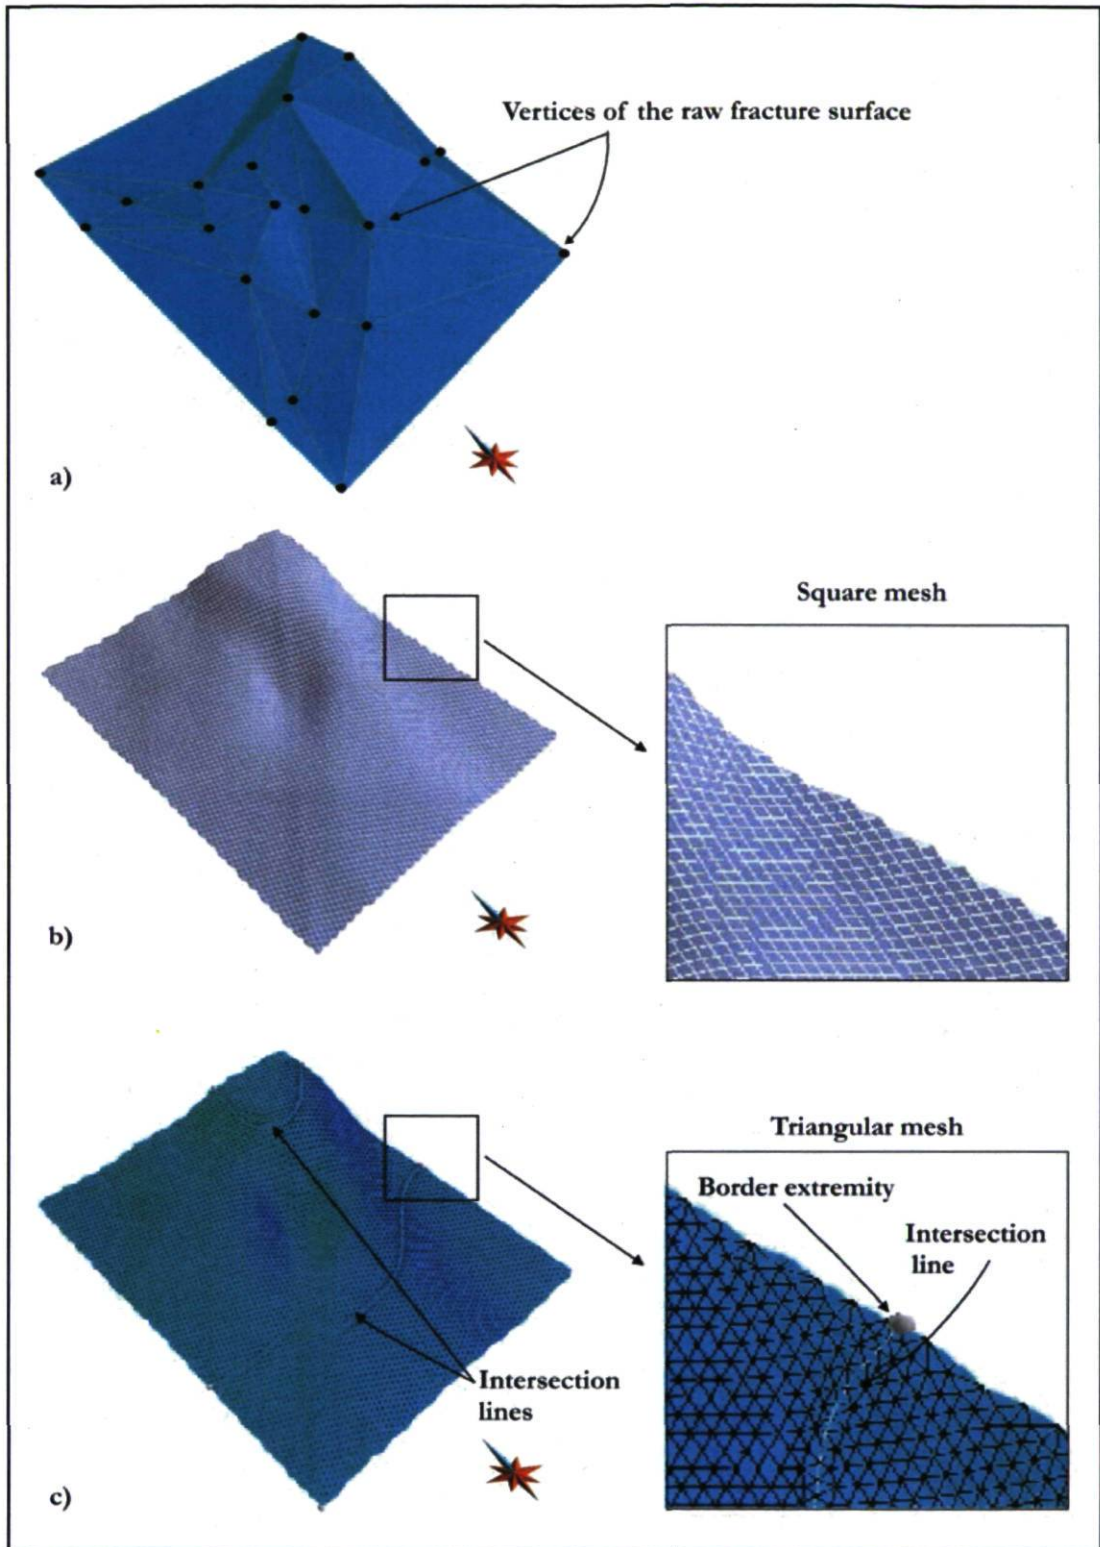 Vertices of the raw fracture surface
a)
Square mesh
b)
Triangular mesh
Border extremity
Intersection
line
Intersection
lines
c)